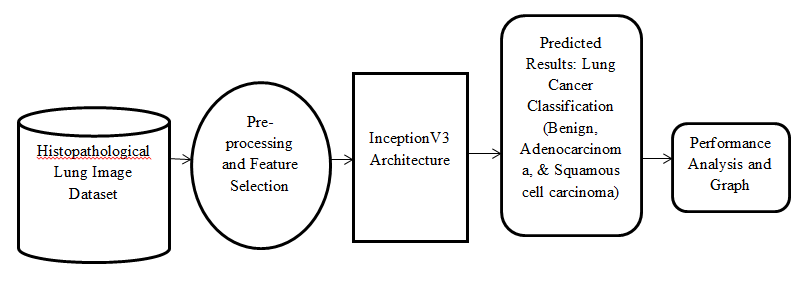 Histopathological
Lung Image
Dataset
Pre-
processing
and Feature
Selection
InceptionV3
Architecture
Predicted
Results: Lung
Cancer
Classification
(Benign,
Adenocarcinom
a, & Squamous
cell carcinoma)
Performance
Analysis and
Graph